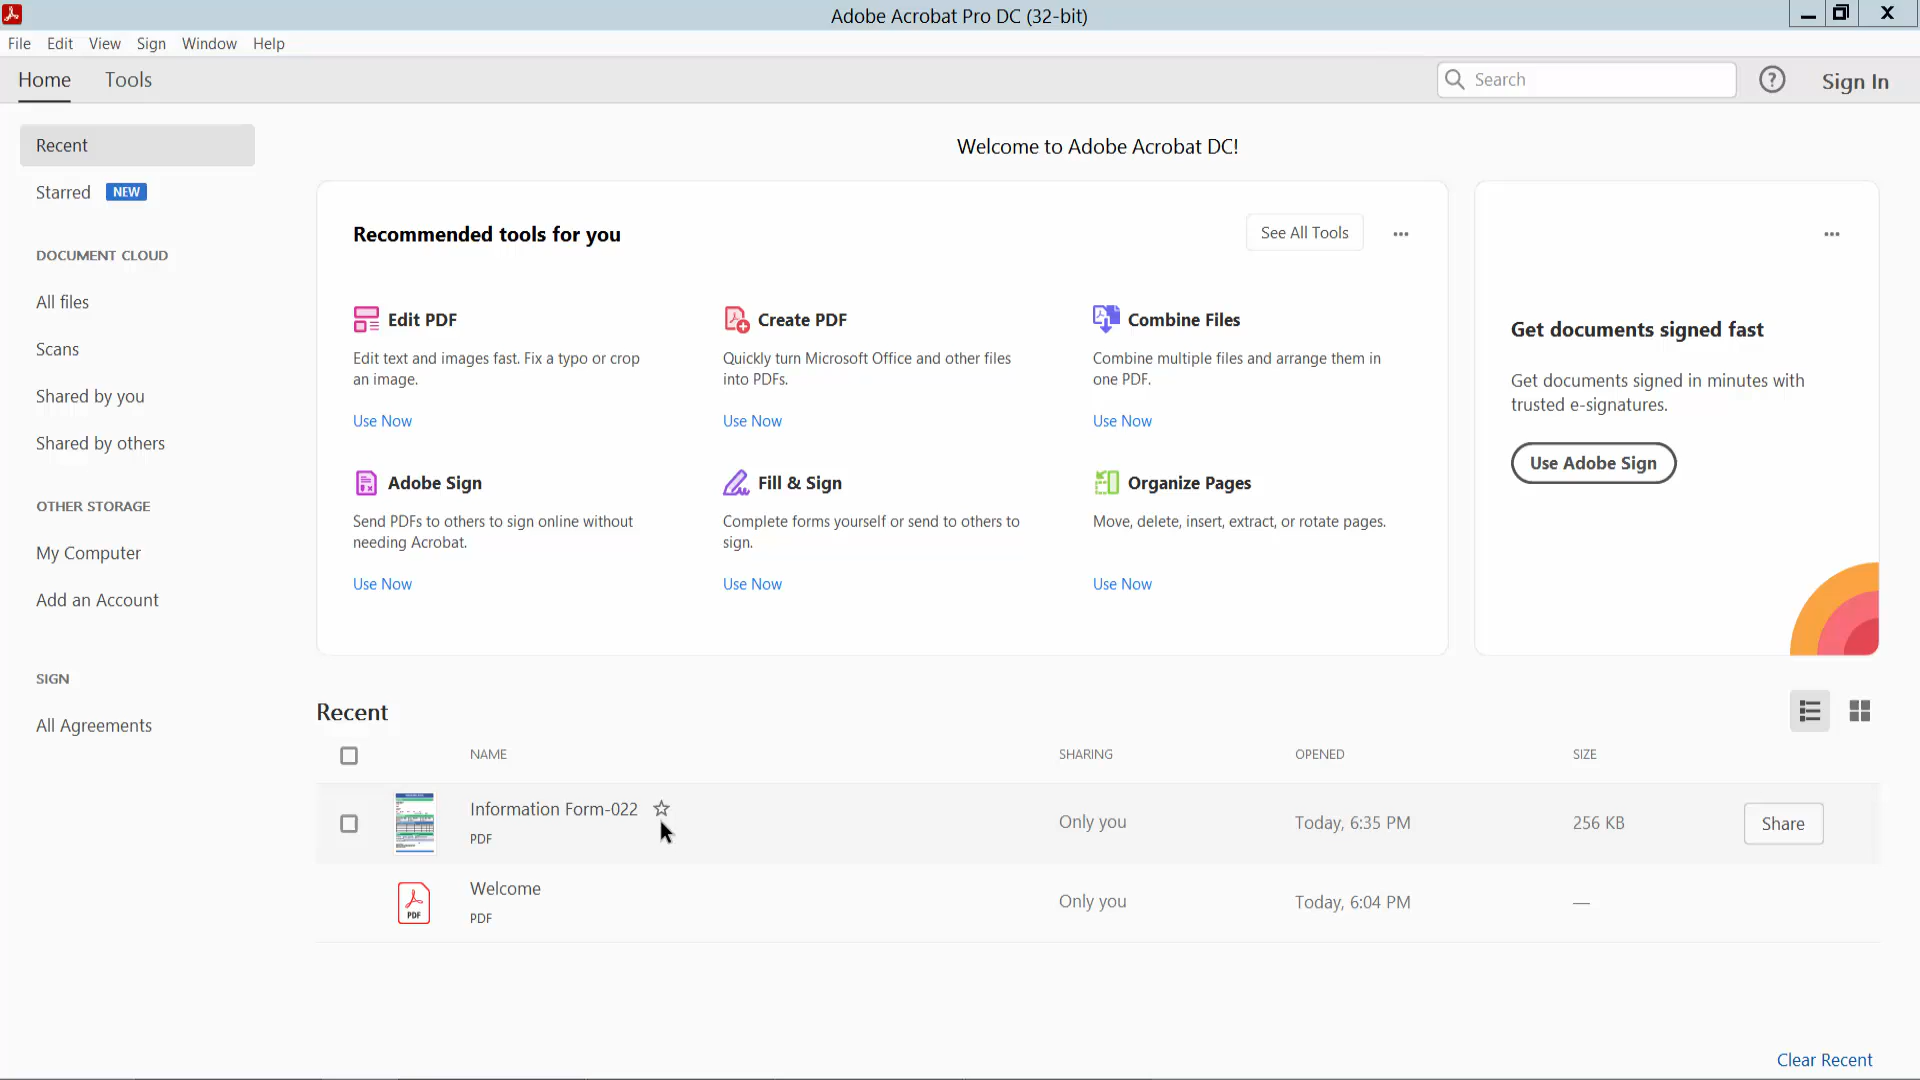 Adobe Acrobat Pro DC (32-bit)
File Edit View Sign Window Help
Home Tools
Search
Sign In
Recent
Starred NEW
DOCUMENT CLOUD
All files
Scans
Shared by you
Shared by others
OTHER STORAGE
My Computer
Add an Account
SIGN
All Agreements
Welcome to Adobe Acrobat DC!
Recommended tools for you
See All Tools
Edit PDF
Edit text and images fast. Fix a typo or crop
an image.
Use Now
Create PDF
Quickly turn Microsoft Office and other files
into PDFs.
Use Now
Combine Files
Combine multiple files and arrange them in
one PDF.
Use Now
Adobe Sign
Send PDFs to others to sign online without
needing Acrobat.
Use Now
Fill & Sign
Complete forms yourself or send to others to
sign.
Use Now
Organize Pages
Move, delete, insert, extract, or rotate pages.
Use Now
Get documents signed fast
Get documents signed in minutes with
trusted e-signatures.
Use Adobe Sign
Recent
NAME SHARING OPENED SIZE
Information Form-022
PDF
Only you Today, 6:35 PM 256 KB Share
PDF
Welcome
PDF
Only you Today, 6:04 PM —
Clear Recent